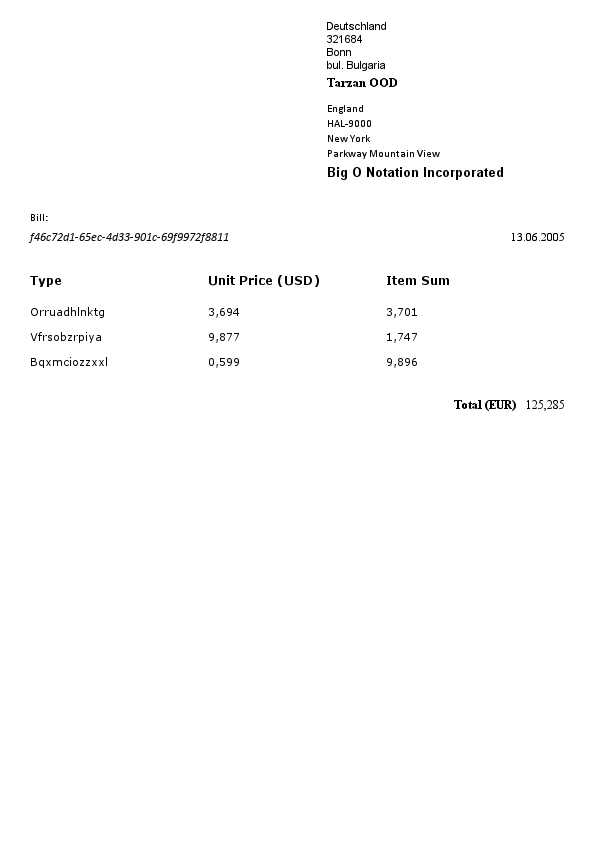 Deutschland
321684
Bonn
bul. Bulgaria
Tarzan OOD
England
HAL-9000
New York
Parkway Mountain View
Big O Notation Incorporated
Bill:
f46c72d1-65ec-4d33-901c-69f9972f8811 13.06.2005
Type Unit Price (USD) Item Sum
Orruadhlnktg 3,694 3,701
Vfrsobzrpiya 9,877 1,747
Bqxmciozzxxl 0,599 9,896
Total (EUR) 125,285